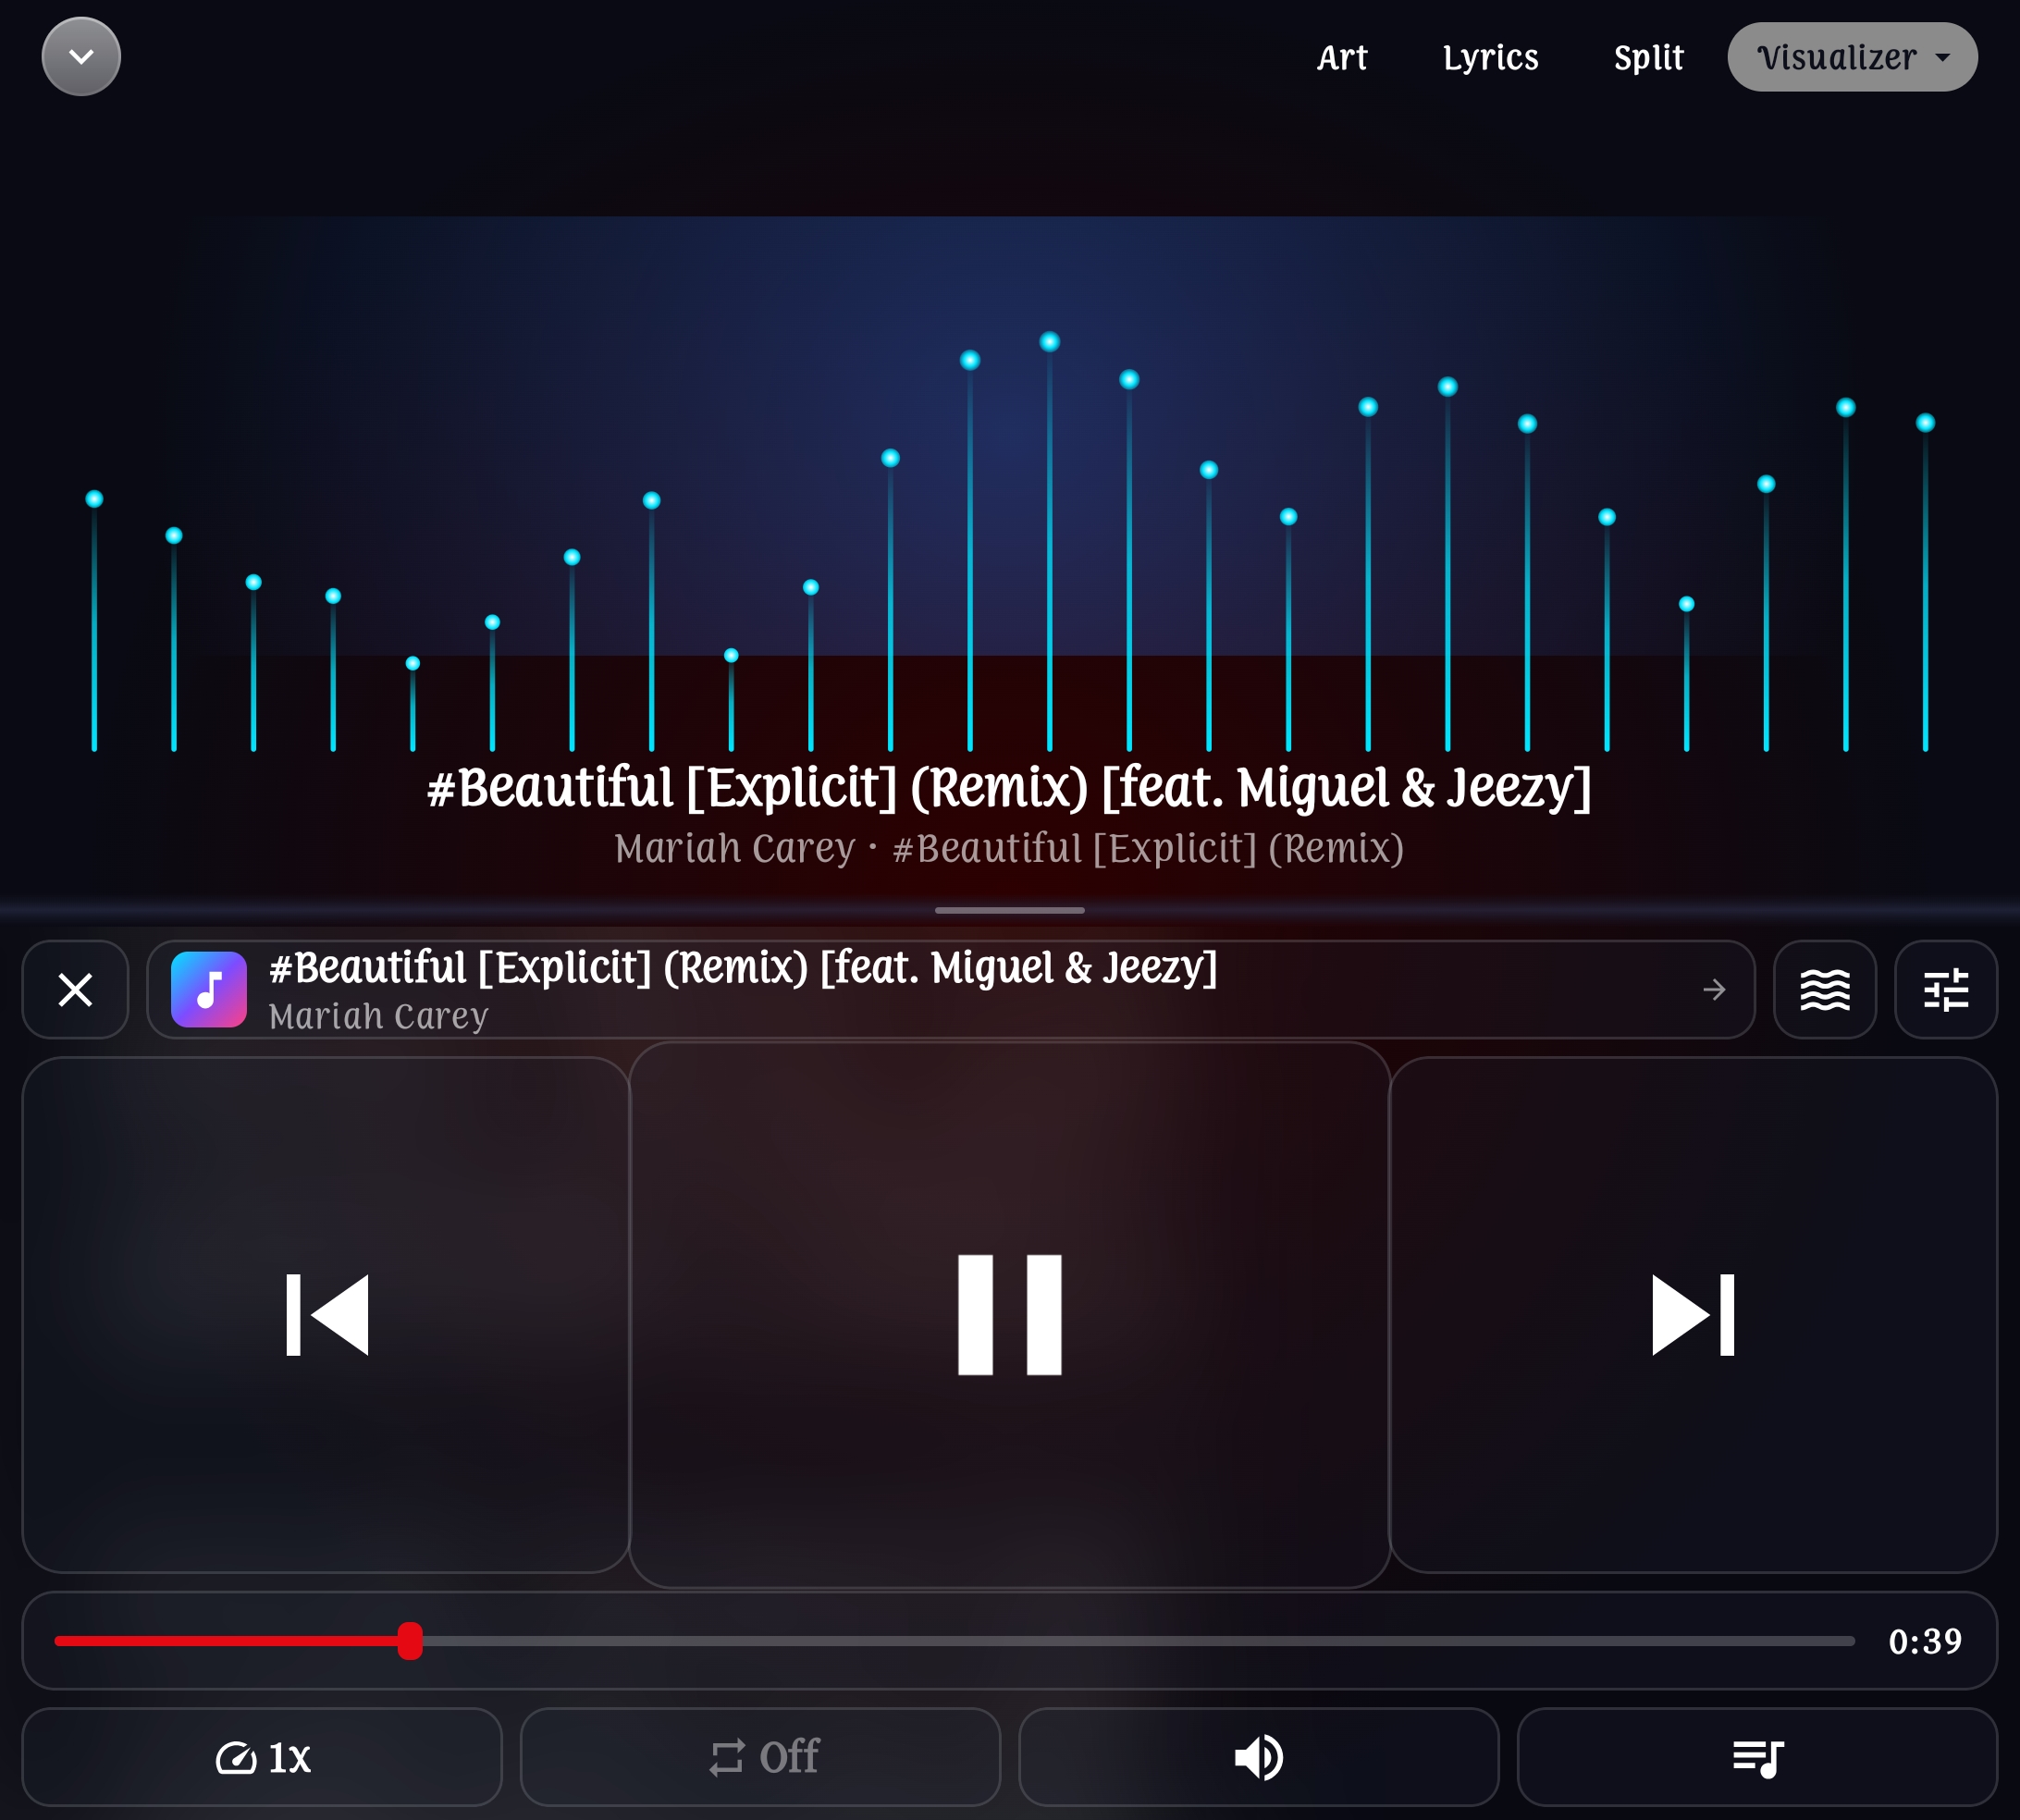 Art Lyrics Split Visualizer
#Beautiful [Explicit] (Remix) [feat. Miguel & Jeezy]
Mariah Carey · #Beautiful [Explicit] (Remix)
#Beautiful [Explicit] (Remix) [feat. Miguel & Jeezy]
Mariah Carey
0:39
1x Off